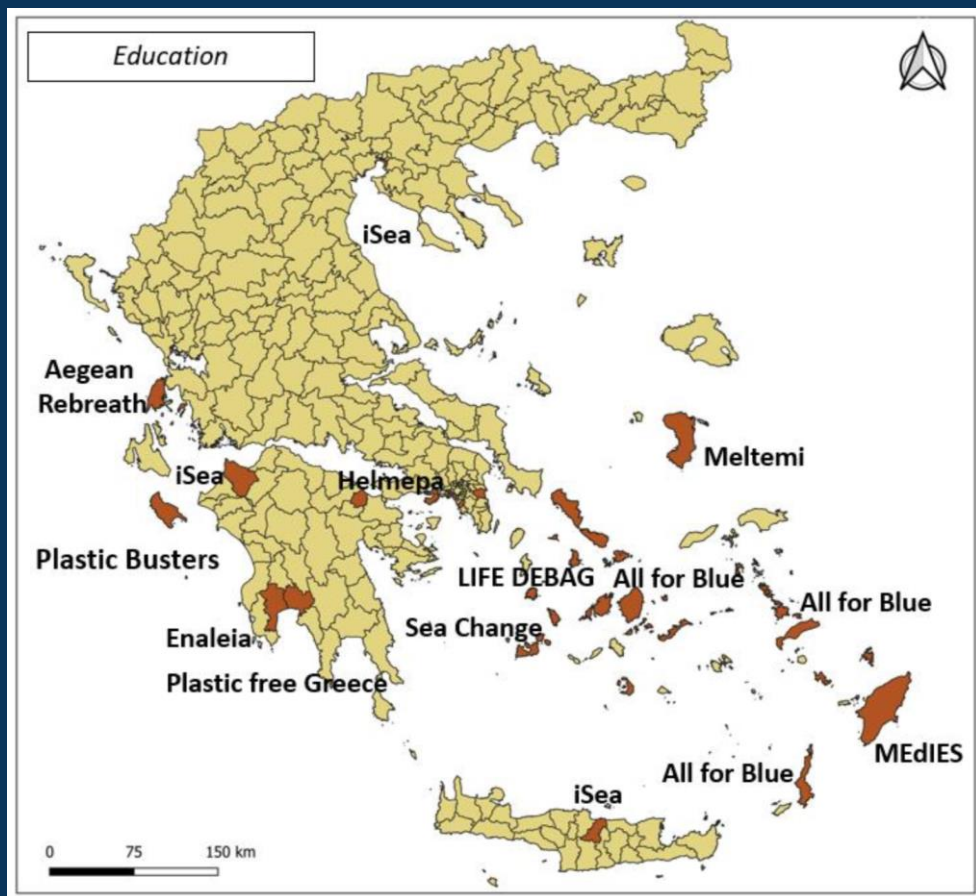 Education
iSea
Aegean
Rebreath
Meltemi
iSea
Helmepa
Plastic Busters
LIFE DEBAG
All for Blue
All for Blue
Sea Change
Enaleia
Plastic free Greece
MEdIES
All for Blue
iSea
0 75 150 km